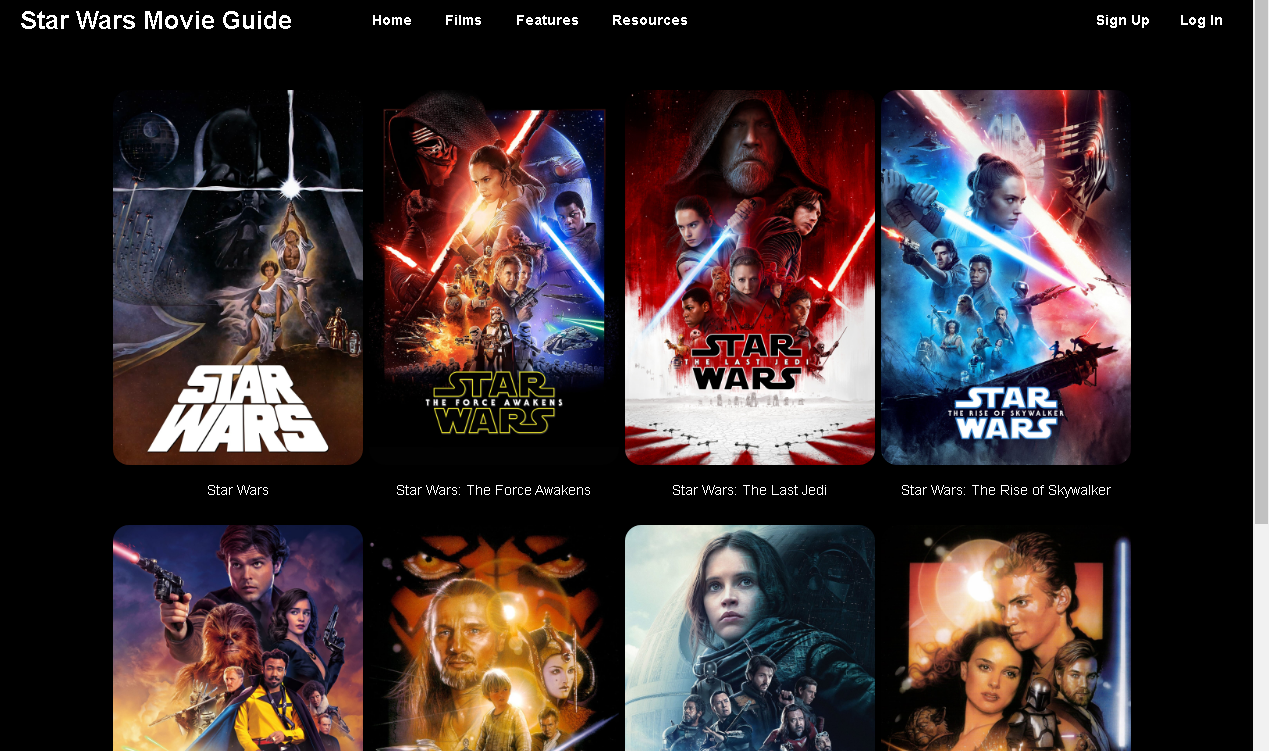 Star Wars Movie Guide
Home Films Features Resources
Sign Up Log In
STAR
WARS
STAR
THE FORCE AWAKENS
WARS
STAR
THE LAST JEDI
WARS
STAR
THE RISE OF SKYWALKER
WARS
Star Wars
Star Wars: The Force Awakens
Star Wars: The Last Jedi
Star Wars: The Rise of Skywalker